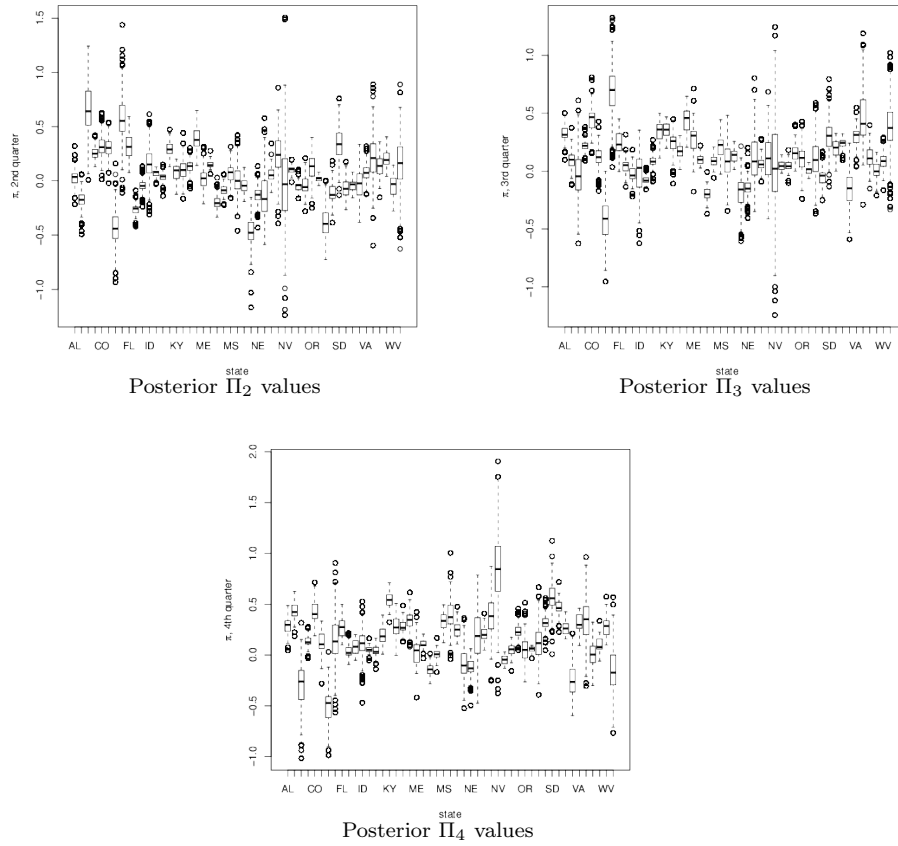 π, 2nd quarter
1.5
1.0
0.5
0.0
−0.5
−1.0
AL CO FL ID KY ME MS NE NV OR SD VA WV
state
Posterior Π₂ values
π, 3rd quarter
1.0
0.5
0.0
−0.5
−1.0
AL CO FL ID KY ME MS NE NV OR SD VA WV
state
Posterior Π₃ values
π, 4th quarter
2.0
1.5
1.0
0.5
0.0
−0.5
−1.0
AL CO FL ID KY ME MS NE NV OR SD VA WV
state
Posterior Π₄ values